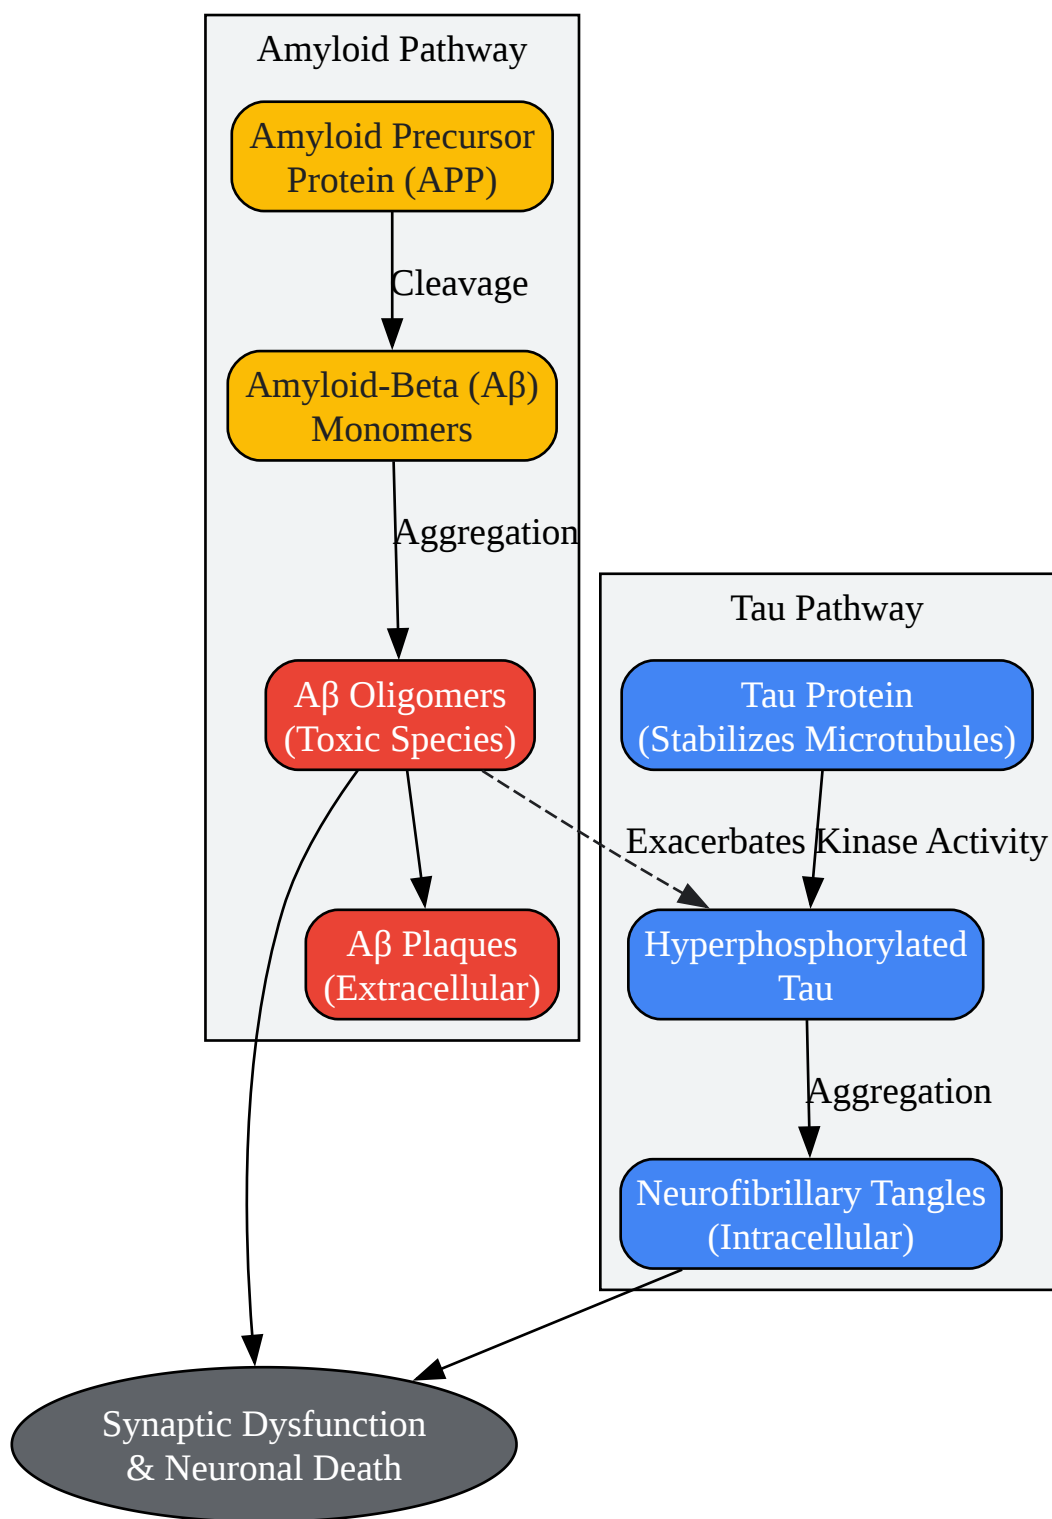 Amyloid Pathway
Amyloid Precursor
Protein (APP)
Cleavage
Amyloid-Beta (Aβ)
Monomers
Aggregation
Aβ Oligomers
(Toxic Species)
Aβ Plaques
(Extracellular)
Tau Pathway
Tau Protein
(Stabilizes Microtubules)
Exacerbates Kinase Activity
Hyperphosphorylated
Tau
Aggregation
Neurofibrillary Tangles
(Intracellular)
Synaptic Dysfunction
& Neuronal Death